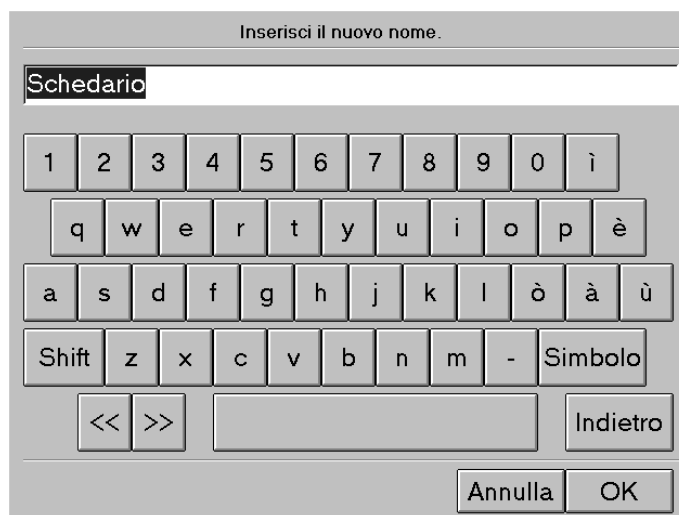 Inserisci il nuovo nome.
Schedario
1 2 3 4 5 6 7 8 9 0 ì
q w e r t y u i o p è
a s d f g h j k l ò à ù
Shift z x c v b n m - Simbolo
<< >> Indietro
Annulla OK